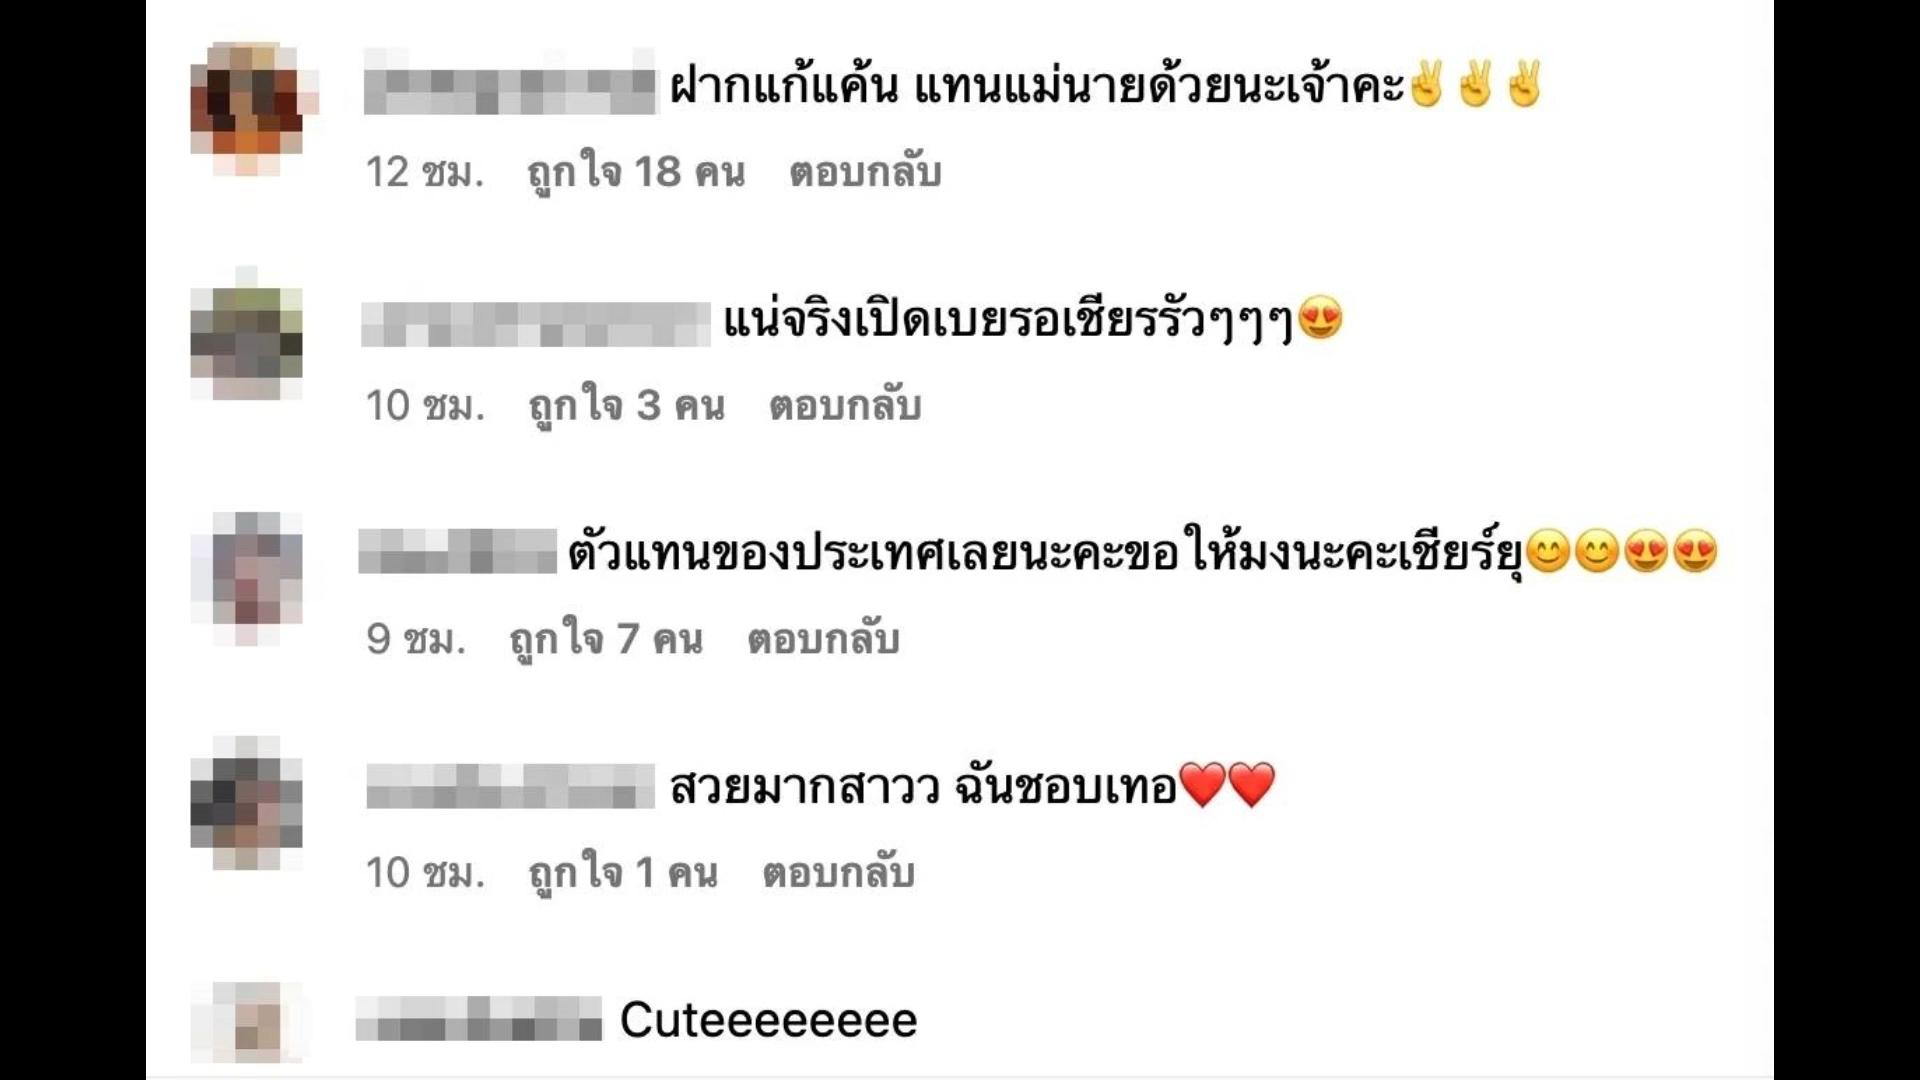 ฝากแก้แค้น แทนแม่นายด้วยนะเจ้าคะ✌️✌️✌️
12 ชม. ถูกใจ 18 คน ตอบกลับ
แน่จริงเปิดเบยรอเชียรรัวๆๆๆ😍
10 ชม. ถูกใจ 3 คน ตอบกลับ
ตัวแทนของประเทศเลยนะคะขอให้มงนะคะเชียร์ยุ😊😊😍😍
9 ชม. ถูกใจ 7 คน ตอบกลับ
สวยมากสาวว ฉันชอบเทอ❤️❤️
10 ชม. ถูกใจ 1 คน ตอบกลับ
Cuteeeeeeee